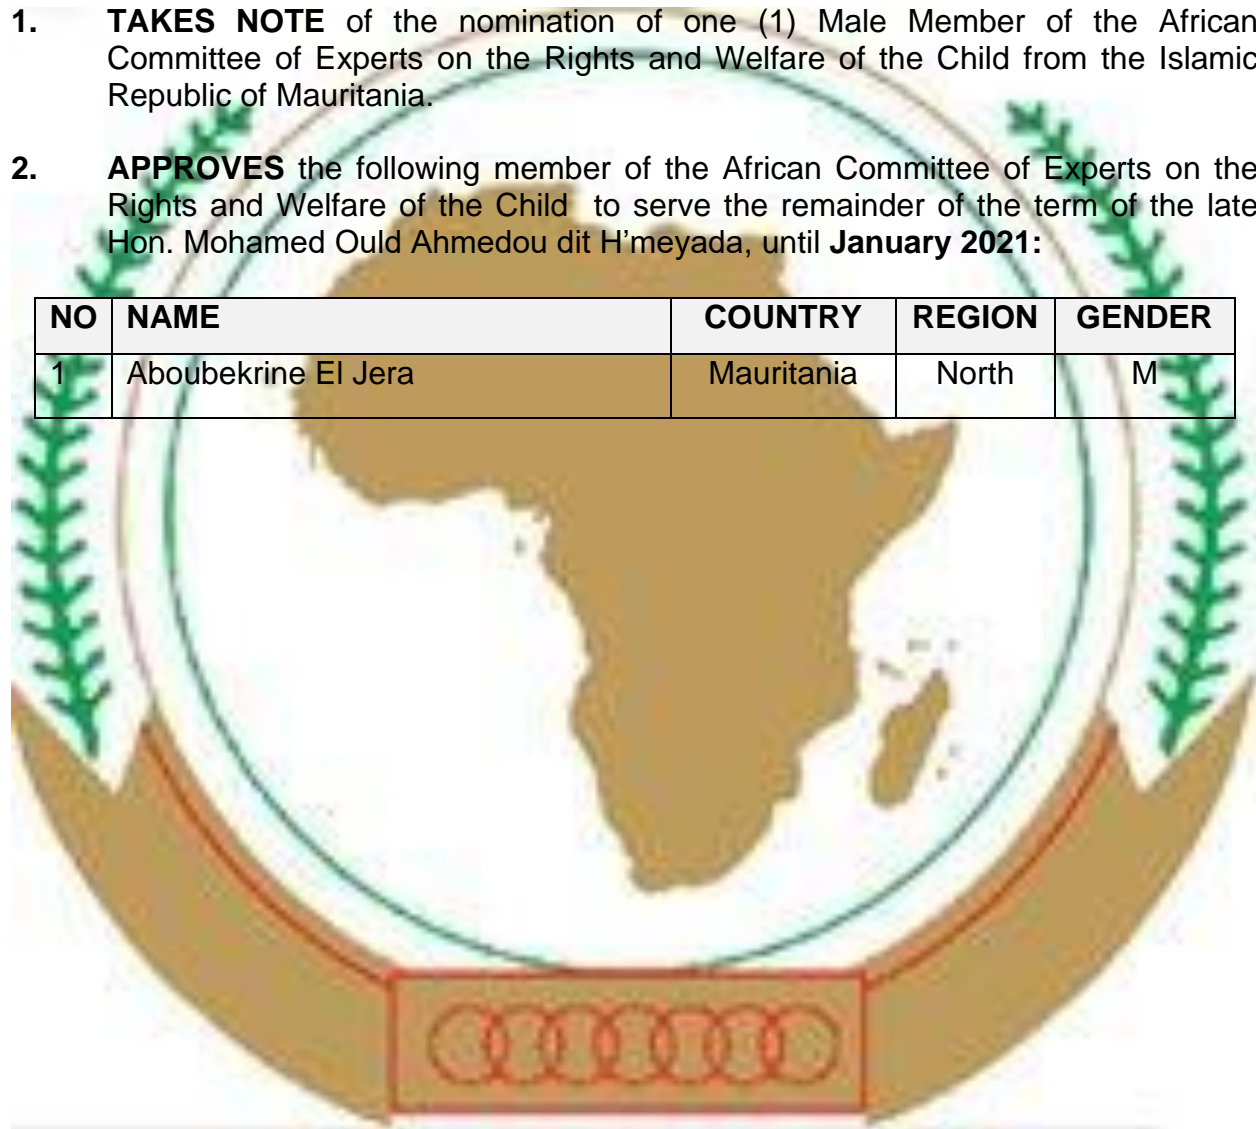 1. TAKES NOTE of the nomination of one (1) Male Member of the African
Committee of Experts on the Rights and Welfare of the Child from the Islamic
Republic of Mauritania.
2. APPROVES the following member of the African Committee of Experts on the
Rights and Welfare of the Child to serve the remainder of the term of the late
Hon. Mohamed Ould Ahmedou dit H’meyada, until January 2021:
NO NAME COUNTRY REGION GENDER
1 Aboubekrine El Jera Mauritania North M